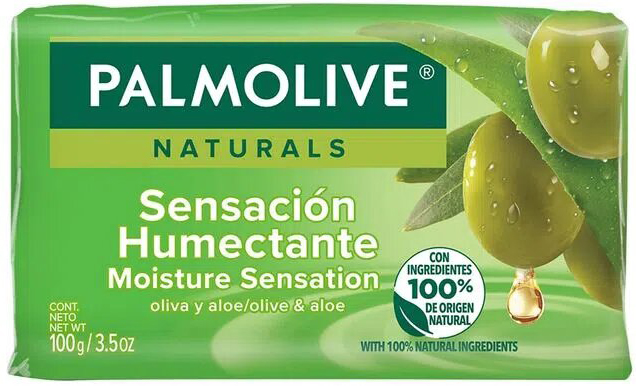 PALMOLIVE®
NATURALS
Sensación
Humectante
Moisture Sensation
oliva y aloe/olive & aloe
CONT.
NETO
NET WT
100g/3.5OZ
CON
INGREDIENTES
100%
DE ORIGEN
NATURAL
WITH 100% NATURAL INGREDIENTS